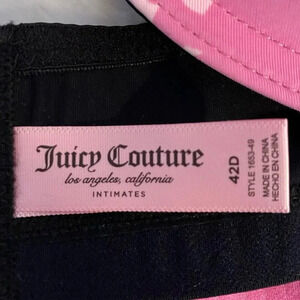 Juicy Couture
los angeles, california
INTIMATES
42D
STYLE 1653-49
MADE IN CHINA
HECHO EN CHINA